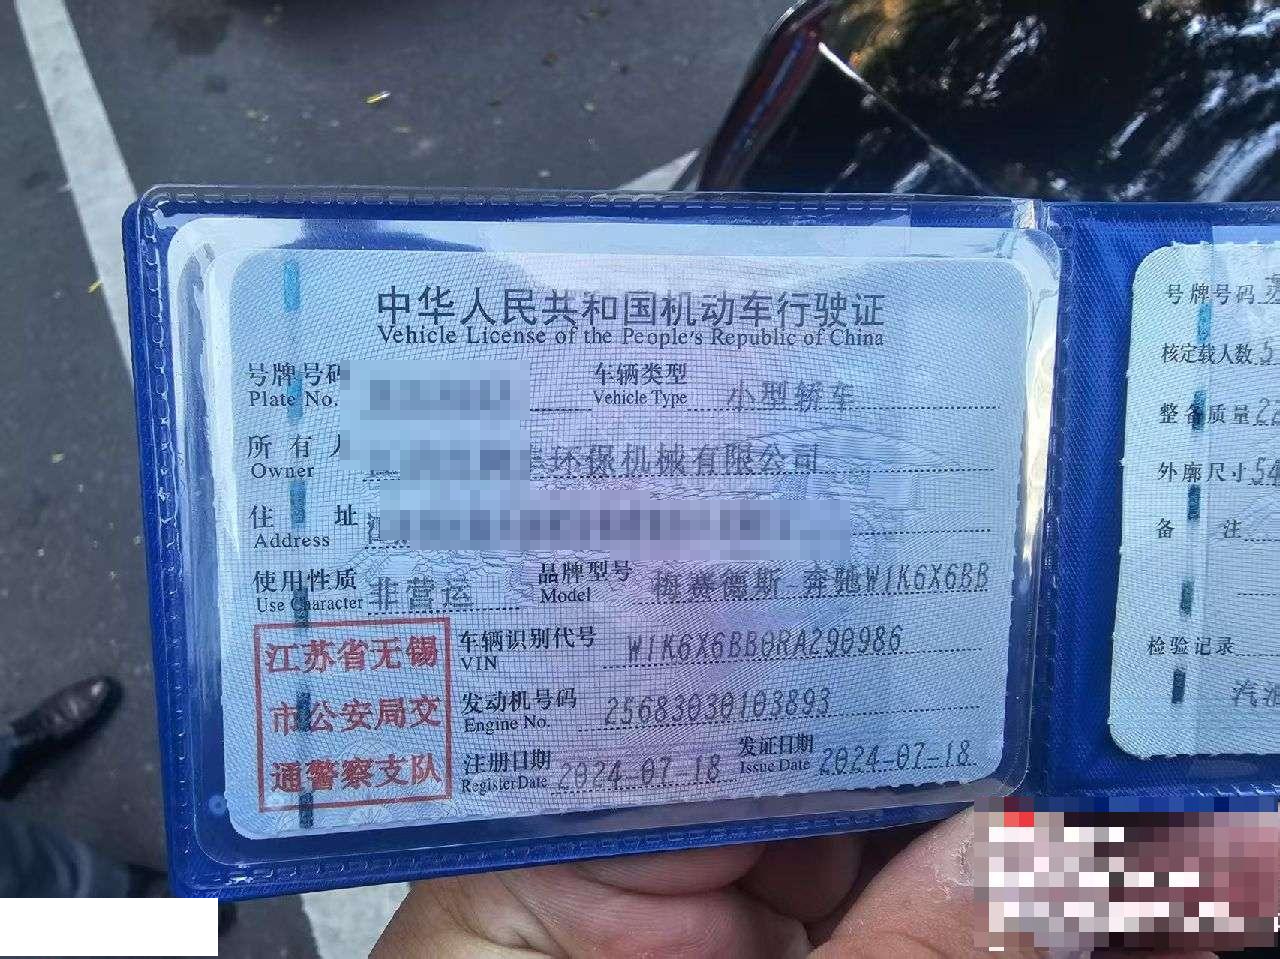 中华人民共和国机动车行驶证
Vehicle License of the People's Republic of China
号牌号码
Plate No.
车辆类型 小型轿车
Vehicle Type
所有人 环保机械有限公司
Owner
住址
Address
使用性质 非营运
Use Character
品牌型号 梅赛德斯-奔驰W1K6X6BB
Model
江苏省无锡
市公安局交
通警察支队
车辆识别代号 W1K6X6BB0RA290986
VIN
发动机号码 25683030103893
Engine No.
注册日期 2024-07-18
Register Date
发证日期 2024-07-18
Issue Date
号牌号码
核定载人数 5
整备质量
外廓尺寸 54
备注
检验记录
汽油